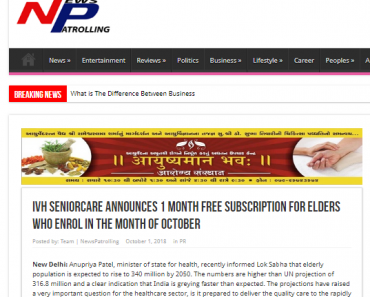 NEWS
PATROLLING
News » Entertainment Reviews » Politics Business » Lifestyle » Career Peoples » A
BREAKING NEWS What is The Difference Between Business
|| आयुष्यमान भवः ||
आरोग्य संस्थान
IVH SENIORCARE ANNOUNCES 1 MONTH FREE SUBSCRIPTION FOR ELDERS
WHO ENROL IN THE MONTH OF OCTOBER
Posted by: Team | NewsPatrolling October 1, 2018 in PR
New Delhi: Anupriya Patel, minister of state for health, recently informed Lok Sabha that elderly
population is expected to rise to 340 million by 2050. The numbers are higher than UN projection of
316.8 million and a clear indication that India is greying faster than expected. The projections have raised
a very important question for the healthcare sector, is it prepared to deliver the quality care to the rapidly